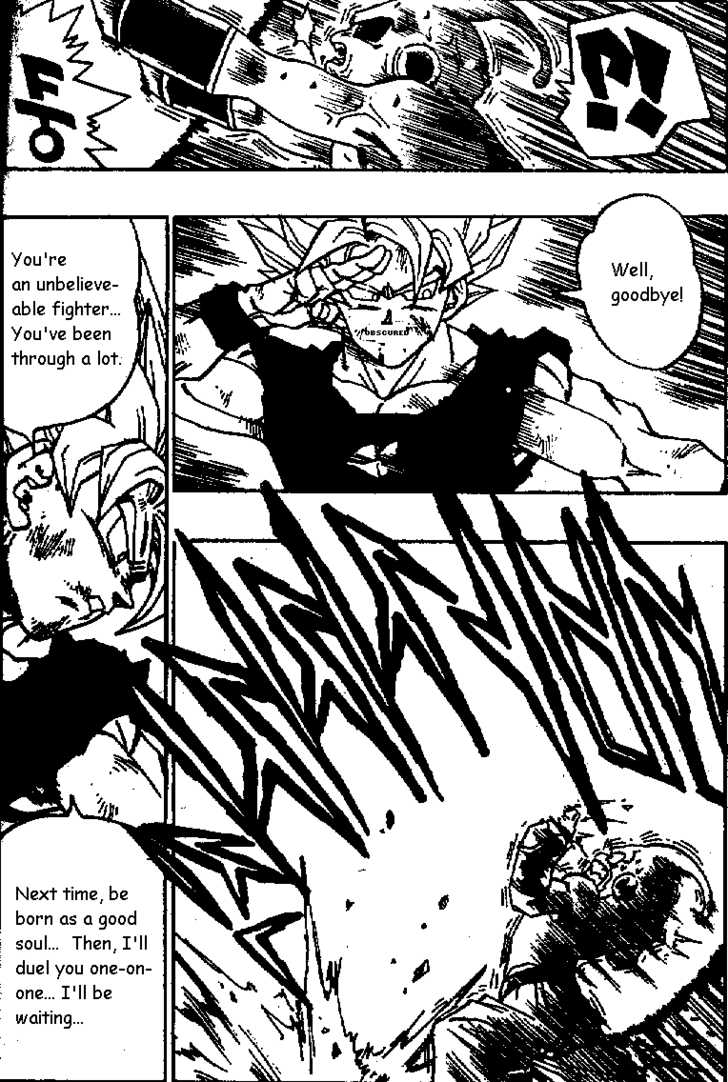 ?!
Well,
goodbye!
OBSCURED
You're
an unbelieve-
able fighter...
You've been
through a lot.
Next time, be
born as a good
soul... Then, I'll
duel you one-on-
one... I'll be
waiting...